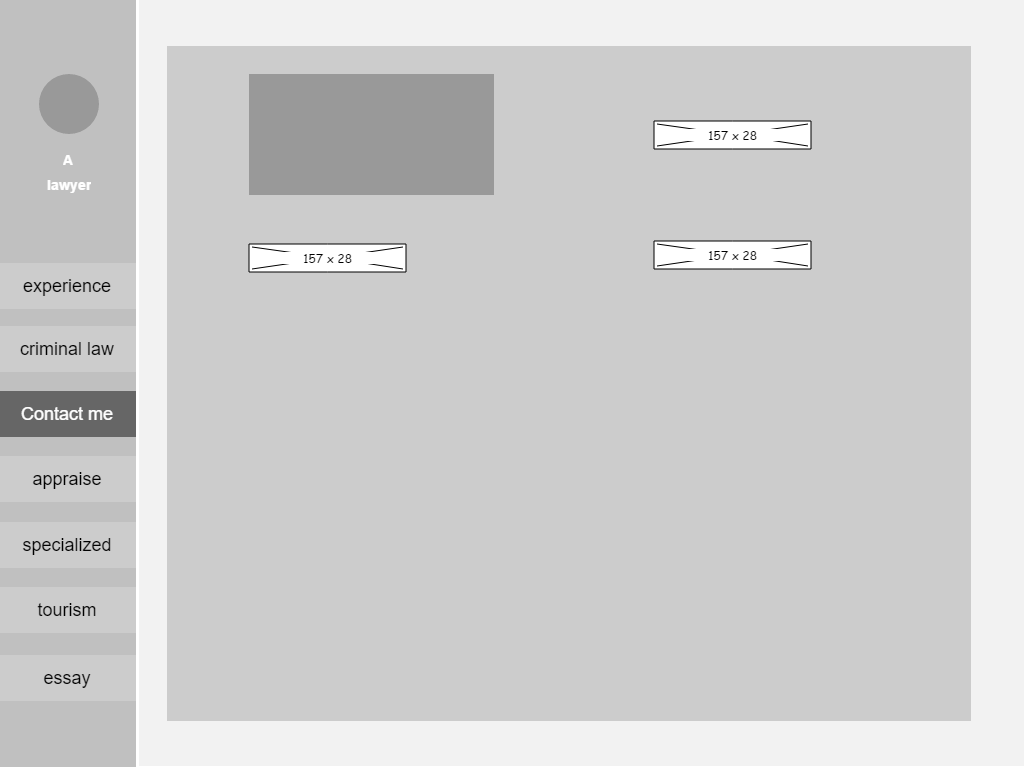 A
lawyer
experience
criminal law
Contact me
appraise
specialized
tourism
essay
157 x 28
157 x 28
157 x 28